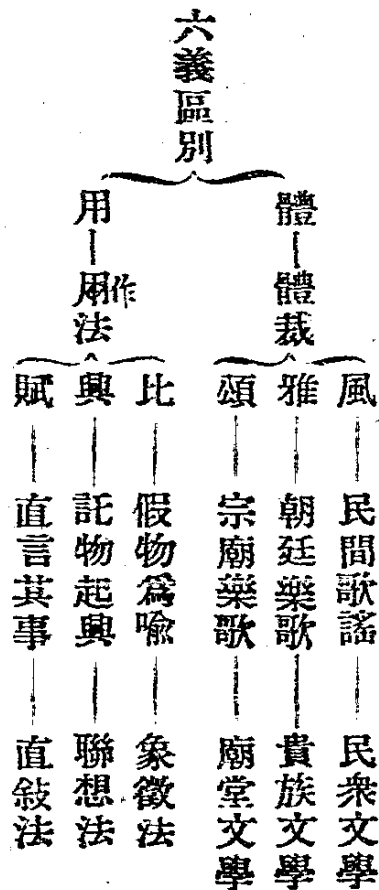 六義區別
體—體裁
風——民間歌謠——民衆文學
雅——朝廷樂歌——貴族文學
頌——宗廟樂歌——廟堂文學
用—用法
作
比——假物爲喩——象徵法
興——託物起興——聯想法
賦——直言其事——直敍法